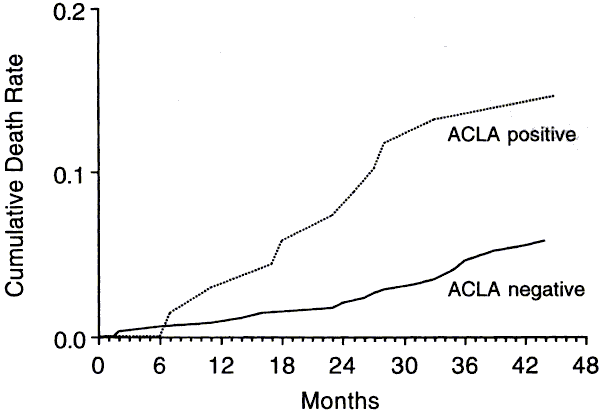 0.2
Cumulative Death Rate
ACLA positive
0.1
ACLA negative
0.0
0 6 12 18 24 30 36 42 48
Months